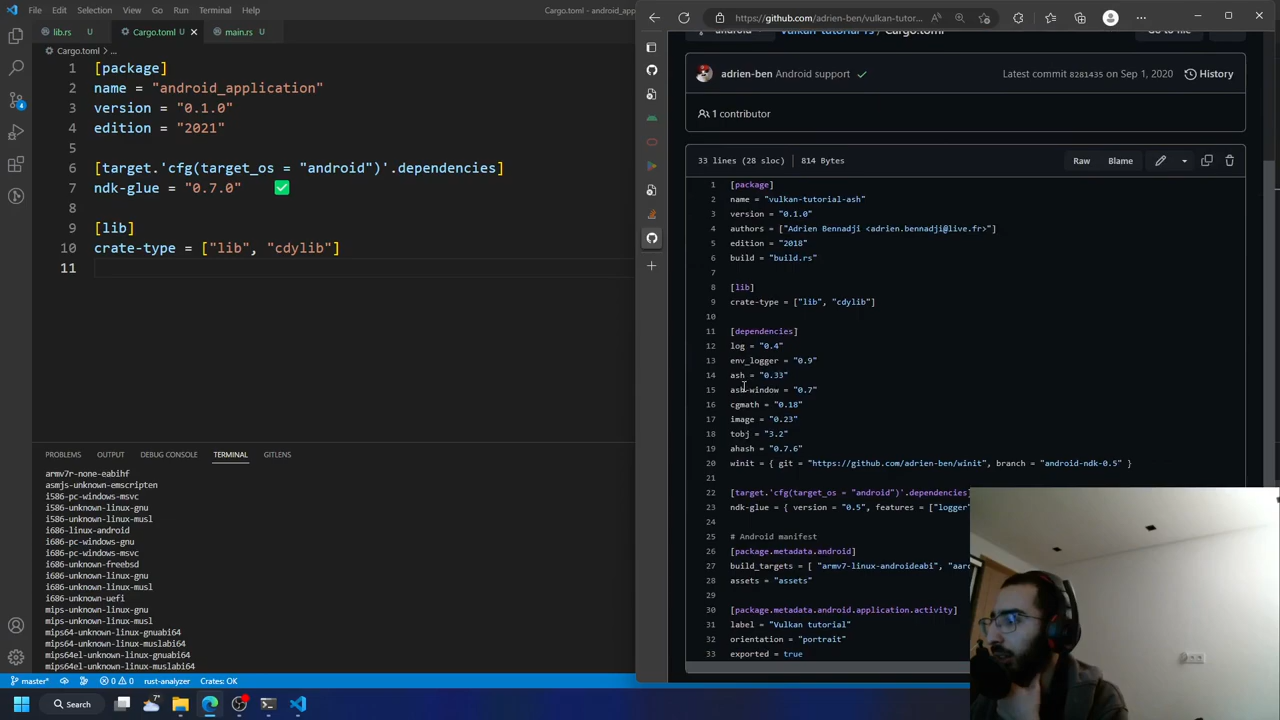 File Edit Selection View Go Run Terminal Help
Cargo.toml - android_app
lib.rs U Cargo.toml U × main.rs U
Cargo.toml > ...
1 [package]
2 name = "android_application"
3 version = "0.1.0"
4 edition = "2021"
5
6 [target.'cfg(target_os = "android")'.dependencies]
7 ndk-glue = "0.7.0" ✅
8
9 [lib]
10 crate-type = ["lib", "cdylib"]
11
PROBLEMS OUTPUT DEBUG CONSOLE TERMINAL GITLENS
armv7r-none-eabihf
asmjs-unknown-emscripten
i586-pc-windows-msvc
i586-unknown-linux-gnu
i586-unknown-linux-musl
i686-linux-android
i686-pc-windows-gnu
i686-pc-windows-msvc
i686-unknown-freebsd
i686-unknown-linux-gnu
i686-unknown-linux-musl
i686-unknown-uefi
mips-unknown-linux-gnu
mips-unknown-linux-musl
mips64-unknown-linux-gnuabi64
mips64-unknown-linux-muslabi64
mips64el-unknown-linux-gnuabi64
mips64el-unknown-linux-muslabi64
master* 0 0 rust-analyzer Crates: OK
7° Search
https://github.com/adrien-ben/vulkan-tutor...
android vulkan-tutorial-rs / Cargo.toml Go to file
adrien-ben Android support Latest commit 8281435 on Sep 1, 2020 History
1 contributor
33 lines (28 sloc) 814 Bytes Raw Blame
1 [package]
2 name = "vulkan-tutorial-ash"
3 version = "0.1.0"
4 authors = ["Adrien Bennadji <adrien.bennadji@live.fr>"]
5 edition = "2018"
6 build = "build.rs"
7
8 [lib]
9 crate-type = ["lib", "cdylib"]
10
11 [dependencies]
12 log = "0.4"
13 env_logger = "0.9"
14 ash = "0.33"
15 ash-window = "0.7"
16 cgmath = "0.18"
17 image = "0.23"
18 tobj = "3.2"
19 ahash = "0.7.6"
20 winit = { git = "https://github.com/adrien-ben/winit", branch = "android-ndk-0.5" }
21
22 [target.'cfg(target_os = "android")'.dependencies]
23 ndk-glue = { version = "0.5", features = ["logger"
24
25 # Android manifest
26 [package.metadata.android]
27 build_targets = [ "armv7-linux-androideabi", "aarc
28 assets = "assets"
29
30 [package.metadata.android.application.activity]
31 label = "Vulkan tutorial"
32 orientation = "portrait"
33 exported = true